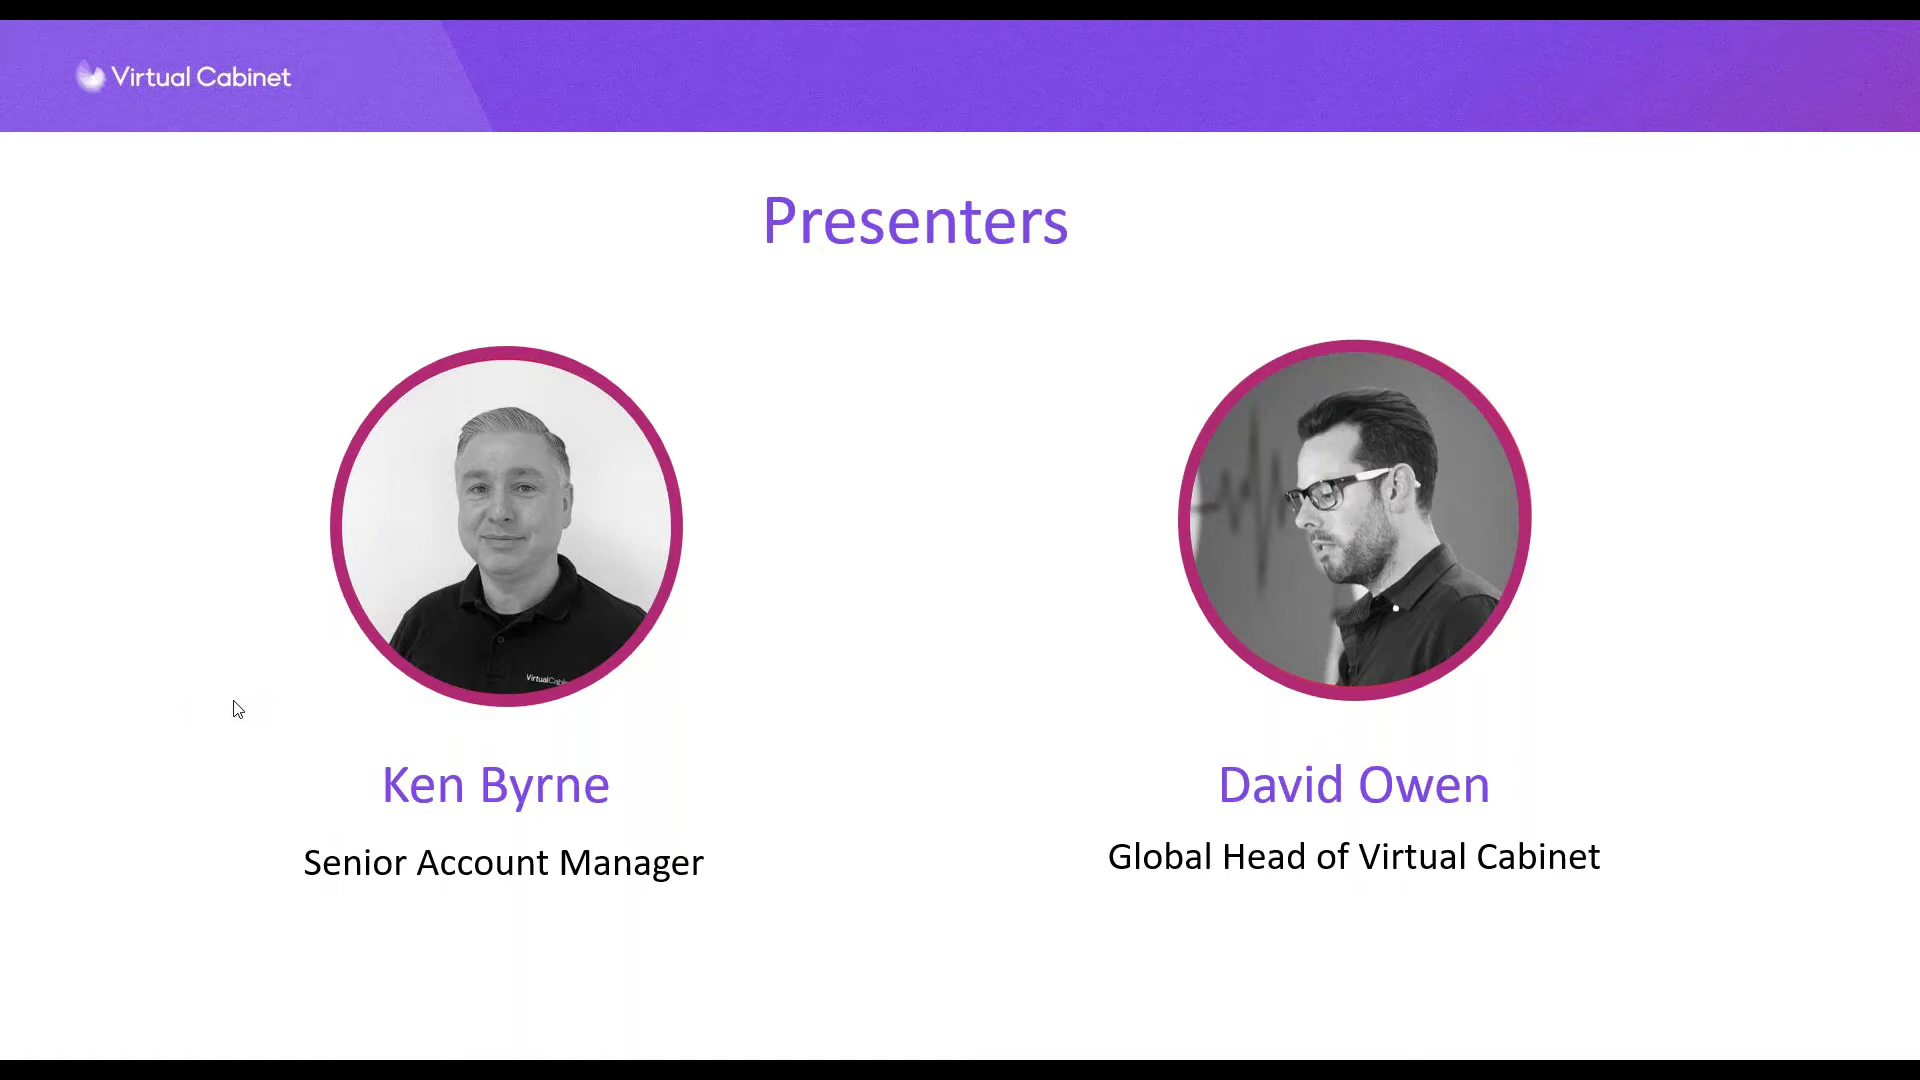 Virtual Cabinet
Presenters
Ken Byrne
Senior Account Manager
David Owen
Global Head of Virtual Cabinet